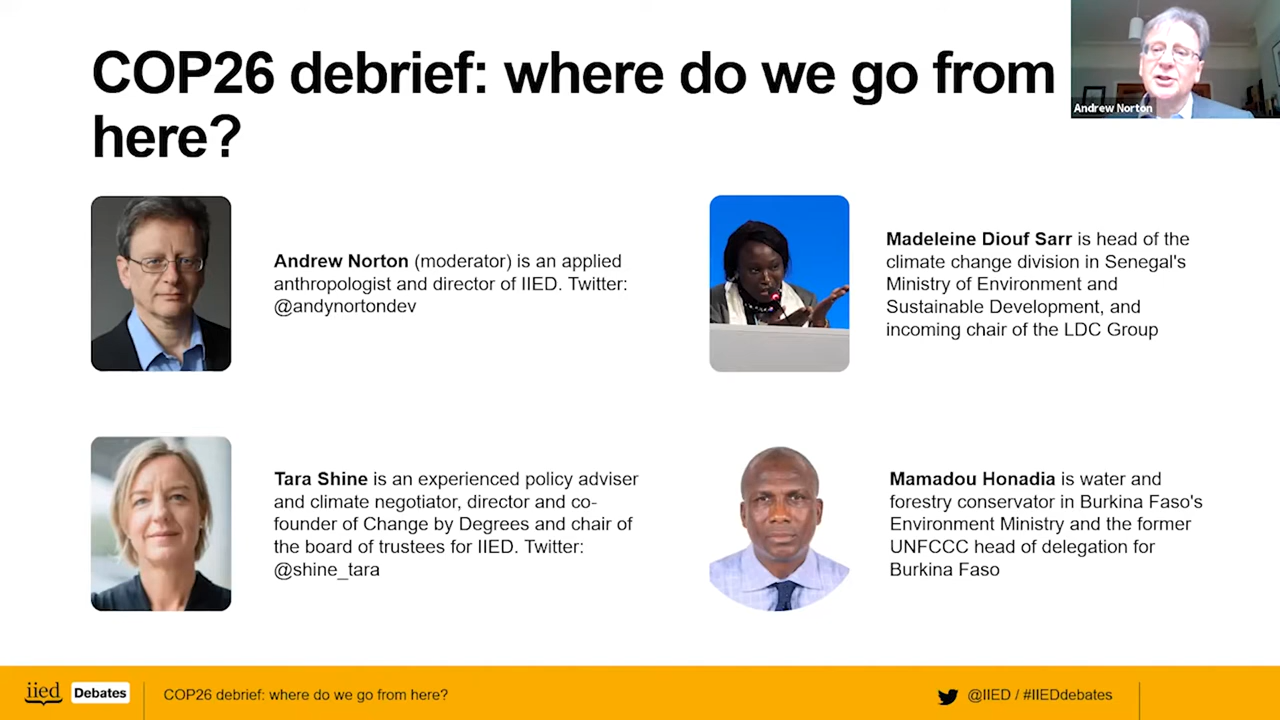 COP26 debrief: where do we go from
here?
Andrew Norton
Andrew Norton (moderator) is an applied
anthropologist and director of IIED. Twitter:
@andynortondev
Madeleine Diouf Sarr is head of the
climate change division in Senegal's
Ministry of Environment and
Sustainable Development, and
incoming chair of the LDC Group
Tara Shine is an experienced policy adviser
and climate negotiator, director and co-
founder of Change by Degrees and chair of
the board of trustees for IIED. Twitter:
@shine_tara
Mamadou Honadia is water and
forestry conservator in Burkina Faso's
Environment Ministry and the former
UNFCCC head of delegation for
Burkina Faso
iied Debates
COP26 debrief: where do we go from here?
@IIED / #IIEDdebates